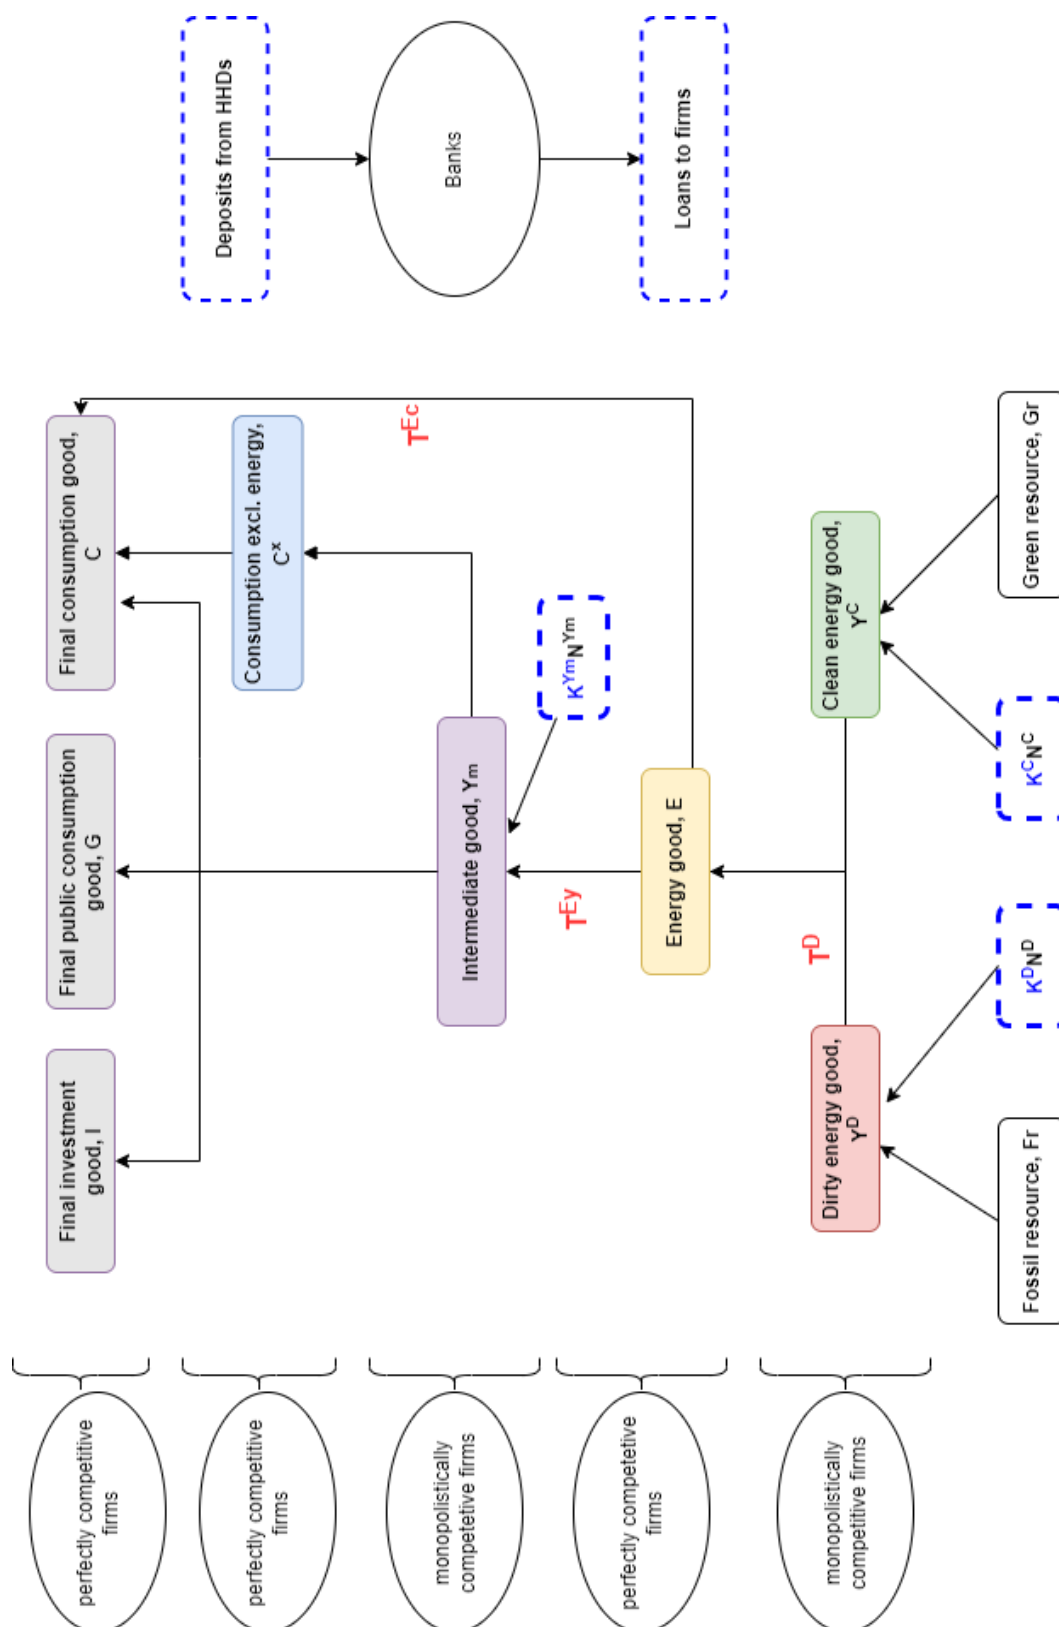 perfectly competitive
firms
Final investment
good, I
Final public consumption
good, G
Final consumption good,
C
Deposits from HHDs
perfectly competitive
firms
Consumption excl. energy,
Cˣ
Banks
monopolistically
competetive firms
Intermediate good, Ym
T^Ec
K^Ym N^Ym
T^Ey
perfectly competetive
firms
Energy good, E
Loans to firms
T^D
monopolistically
competitive firms
Dirty energy good,
Y^D
Clean energy good,
Y^C
Fossil resource, Fr
K^D N^D
K^C N^C
Green resource, Gr